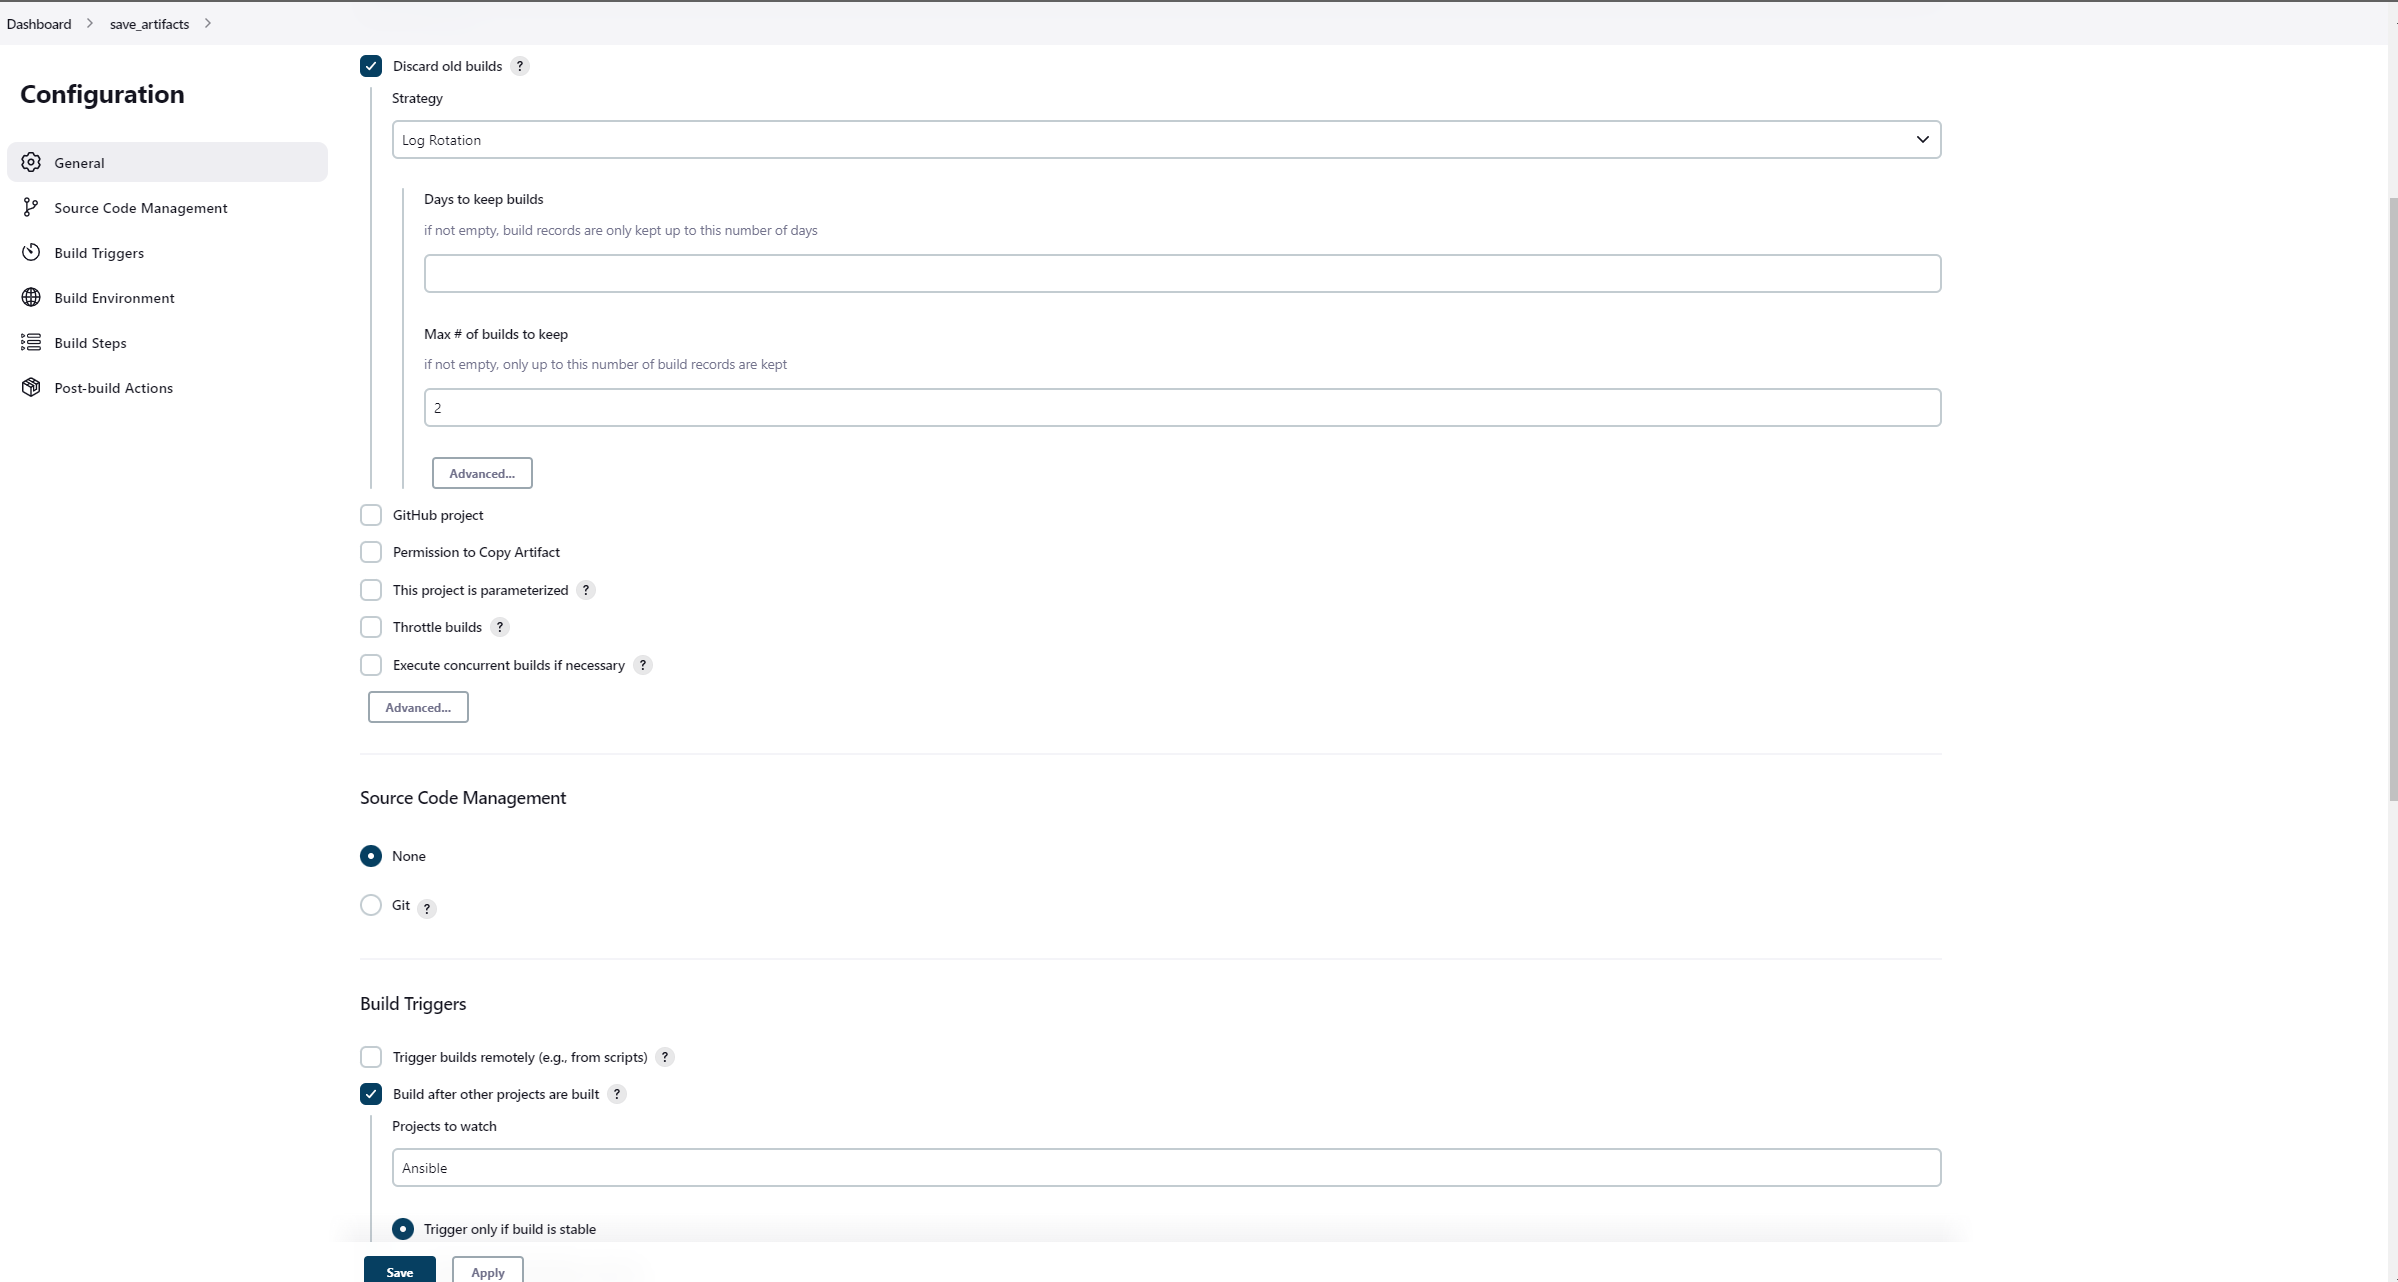 Dashboard save_artifacts
Configuration
General
Source Code Management
Build Triggers
Build Environment
Build Steps
Post-build Actions
Discard old builds ?
Strategy
Log Rotation
Days to keep builds
if not empty, build records are only kept up to this number of days
Max # of builds to keep
if not empty, only up to this number of build records are kept
2
Advanced...
GitHub project
Permission to Copy Artifact
This project is parameterized ?
Throttle builds ?
Execute concurrent builds if necessary ?
Advanced...
Source Code Management
None
Git ?
Build Triggers
Trigger builds remotely (e.g., from scripts) ?
Build after other projects are built ?
Projects to watch
Ansible
Trigger only if build is stable
Save Apply